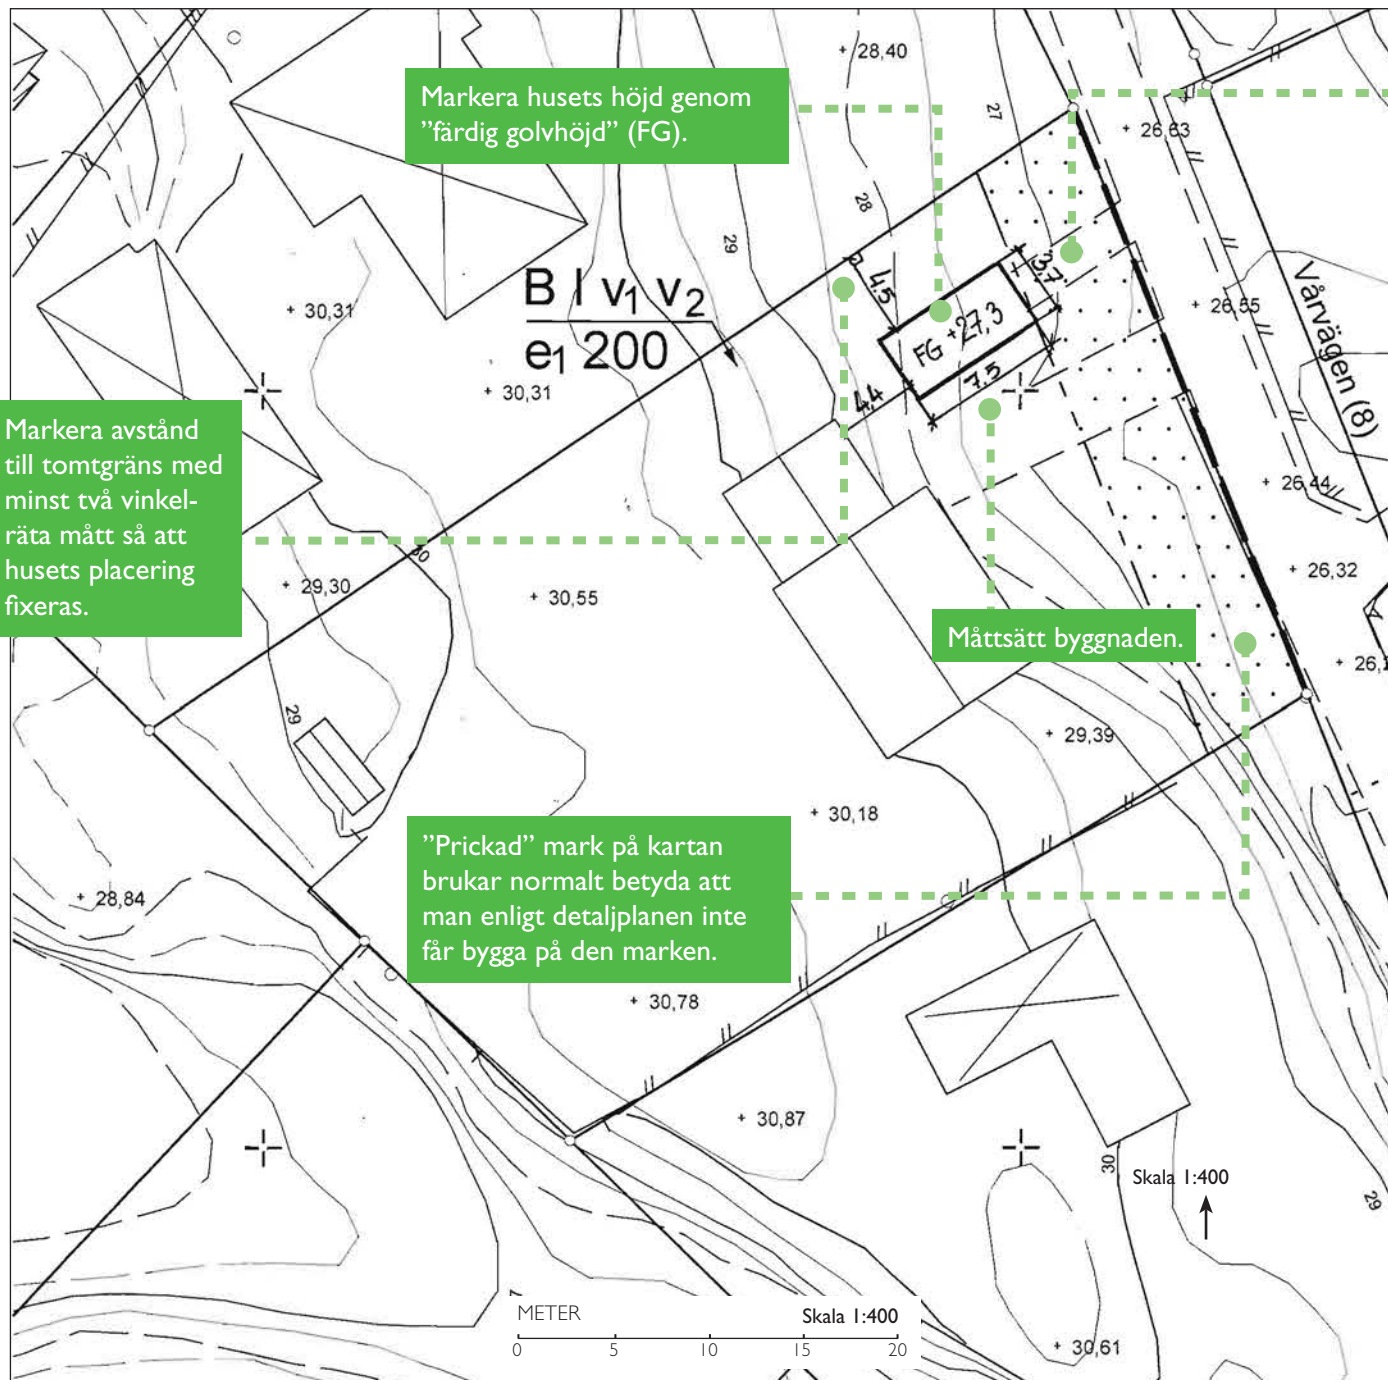 28,40
Markera husets höjd genom
”färdig golvhöjd” (FG).
27
26,63
28
29
3,7
4,5
B I v1 v2
e1 200
30,31
FG +27,3
26,55
Vårvägen (8)
30,31
7,5
4,4
Markera avstånd
till tomtgräns med
minst två vinkel-
räta mått så att
husets placering
fixeras.
26,44
30
29,30
30,55
26,32
Måttsätt byggnaden.
29
29,39
30,18
”Prickad” mark på kartan
brukar normalt betyda att
man enligt detaljplanen inte
får bygga på den marken.
28,84
30,78
30,87
30
Skala 1:400
29
METER
Skala 1:400
0 5 10 15 20
30,61